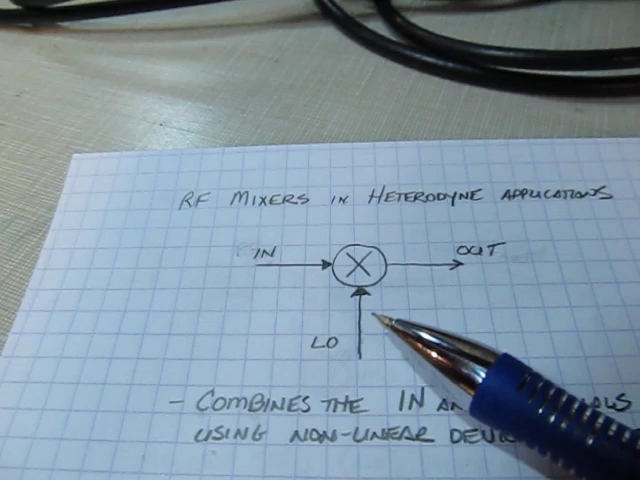 RF MIXERS IN HETERODYNE APPLICATIONS
IN
OUT
LO
- COMBINES THE IN
USING NON-LINEAR